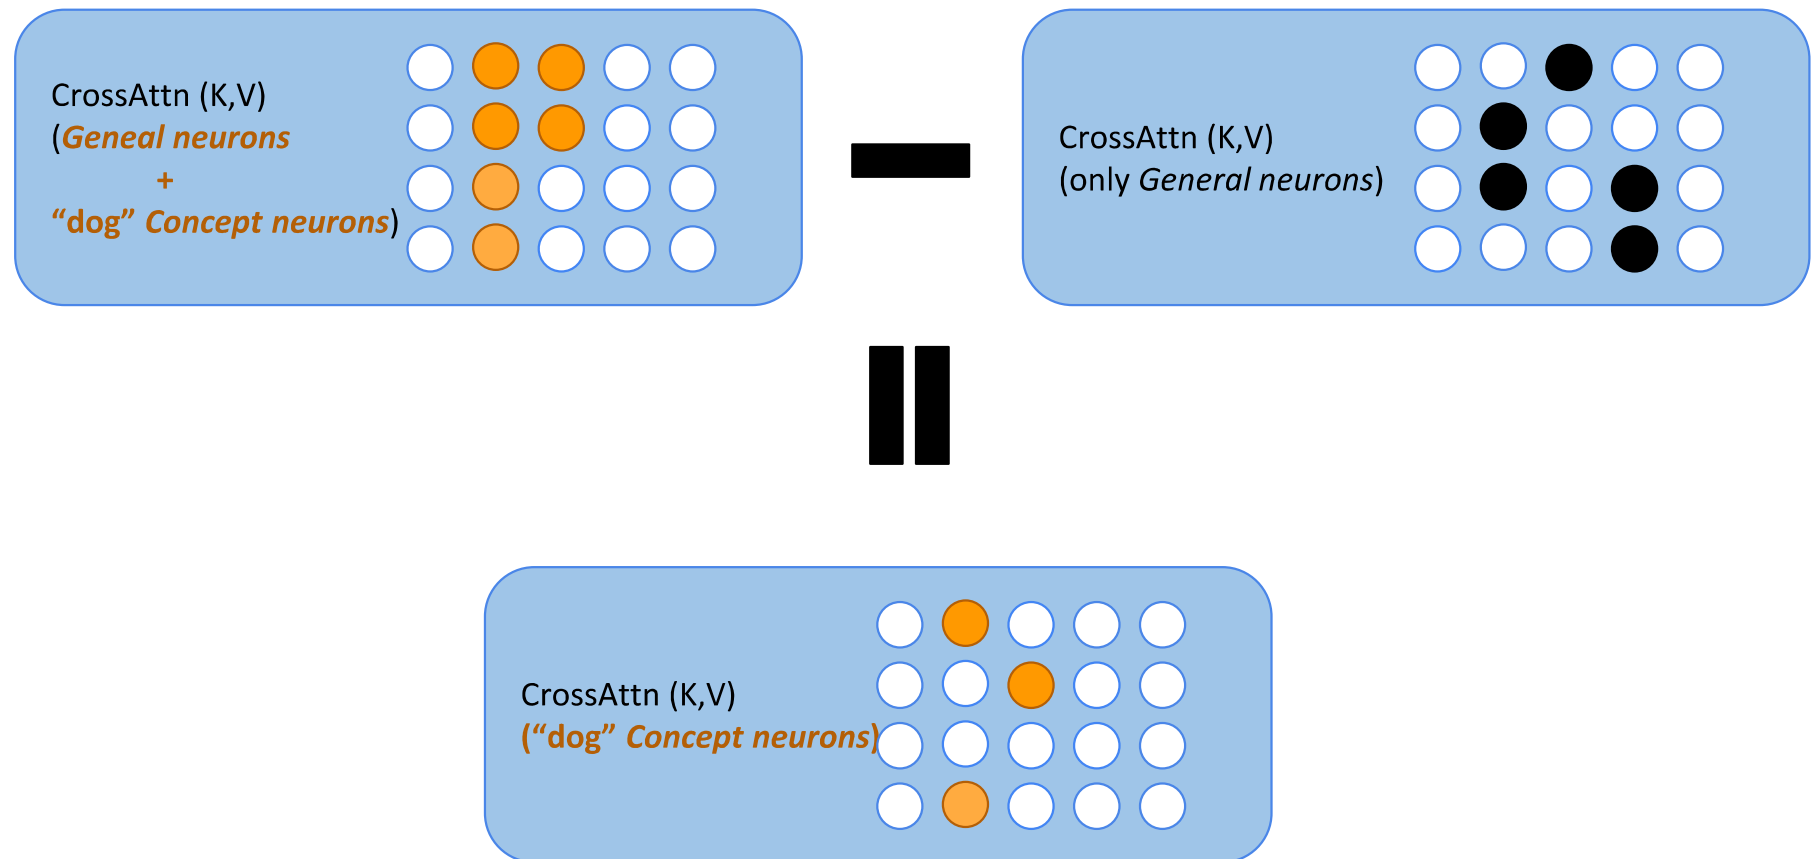 CrossAttn (K,V)
(Geneal neurons
+
“dog” Concept neurons)
CrossAttn (K,V)
(only General neurons)
CrossAttn (K,V)
(“dog” Concept neurons)